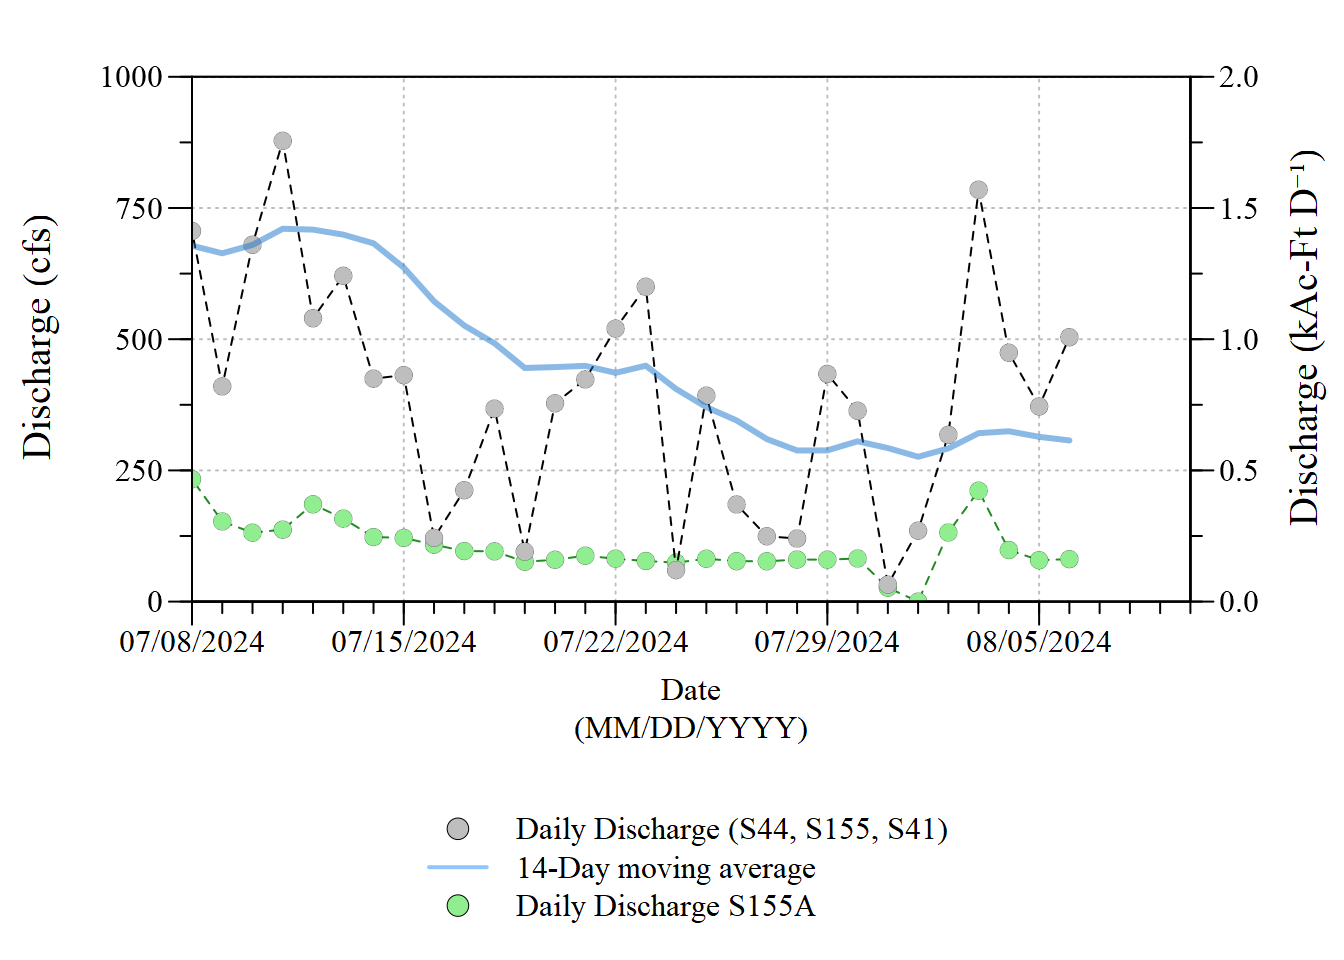 1000
750
500
250
0
Discharge (cfs)
2.0
1.5
1.0
0.5
0.0
Discharge (kAc-Ft D⁻¹)
07/08/2024 07/15/2024 07/22/2024 07/29/2024 08/05/2024
Date
(MM/DD/YYYY)
Daily Discharge (S44, S155, S41)
14-Day moving average
Daily Discharge S155A